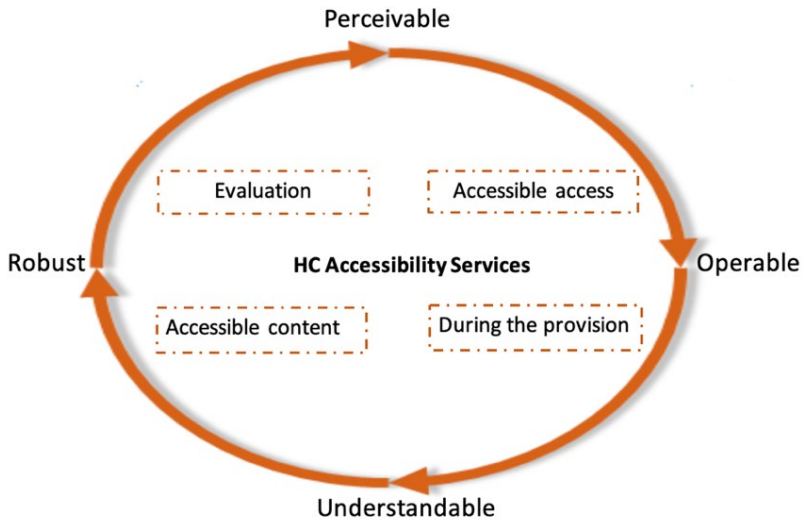 Perceivable
Evaluation
Accessible access
Robust
HC Accessibility Services
Operable
Accessible content
During the provision
Understandable